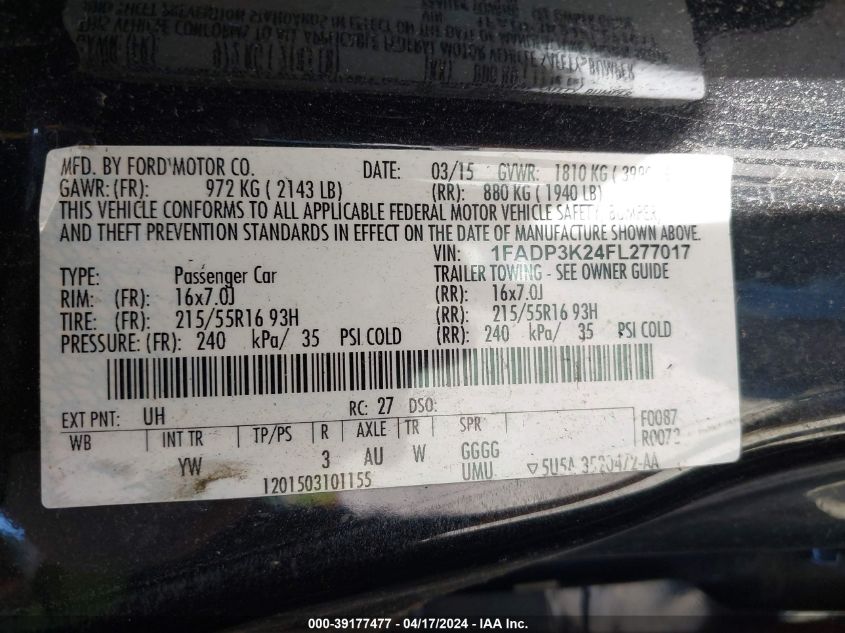 MFD. BY FORD MOTOR CO. DATE: 03/15 GVWR: 1810 KG
GAWR: (FR): 972 KG ( 2143 LB) (RR): 880 KG ( 1940 LB)
THIS VEHICLE CONFORMS TO ALL APPLICABLE FEDERAL MOTOR VEHICLE SAFETY, BUMPER,
AND THEFT PREVENTION STANDARDS IN EFFECT ON THE DATE OF MANUFACTURE SHOWN ABOVE.
VIN: 1FADP3K24FL277017
TYPE: Passenger Car TRAILER TOWING - SEE OWNER GUIDE
RIM: (FR): 16x7.0J (RR): 16x7.0J
TIRE: (FR): 215/55R16 93H (RR): 215/55R16 93H
PRESSURE: (FR): 240 kPa/ 35 PSI COLD (RR): 240 kPa/ 35 PSI COLD
EXT PNT: UH RC: 27 DSO: F0087
WB INT TR TP/PS R AXLE TR SPR R0072
YW 3 AU W GGGG
UMU
1201503101155 ▽5U5A 3520472-AA
000-39177477 - 04/17/2024 - IAA Inc.